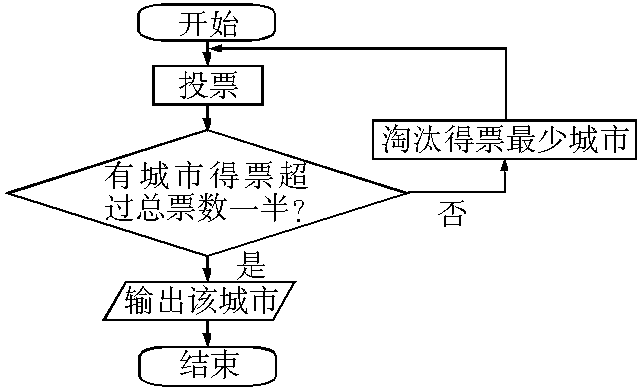 开始
投票
淘汰得票最少城市
有城市得票超
过总票数一半?
否
是
输出该城市
结束